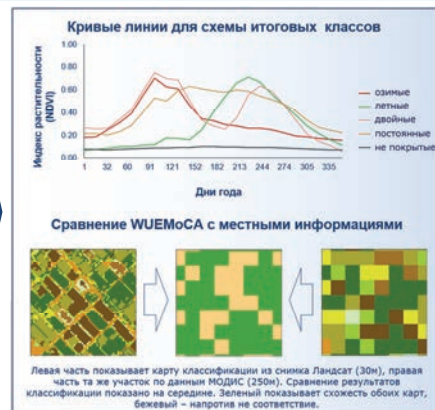 Кривые линии для схемы итоговых классов
Индекс растительности
(NDVI)
1.00
0.80
0.60
0.40
0.20
0.00
1 32 60 91 121 152 182 213 244 274 305 335
Дни года
озимые
летные
двойные
постоянные
не покрытые
Сравнение WUEMoCA с местными информациями
Левая часть показывает карту классификации из снимка Ландсат (30м), правая
часть та же участок по данным МОДИС (250м). Сравнение результатов
классификации показано на середине. Зеленый показывает схожесть обоих карт,
бежевый – напротив не соответствие.